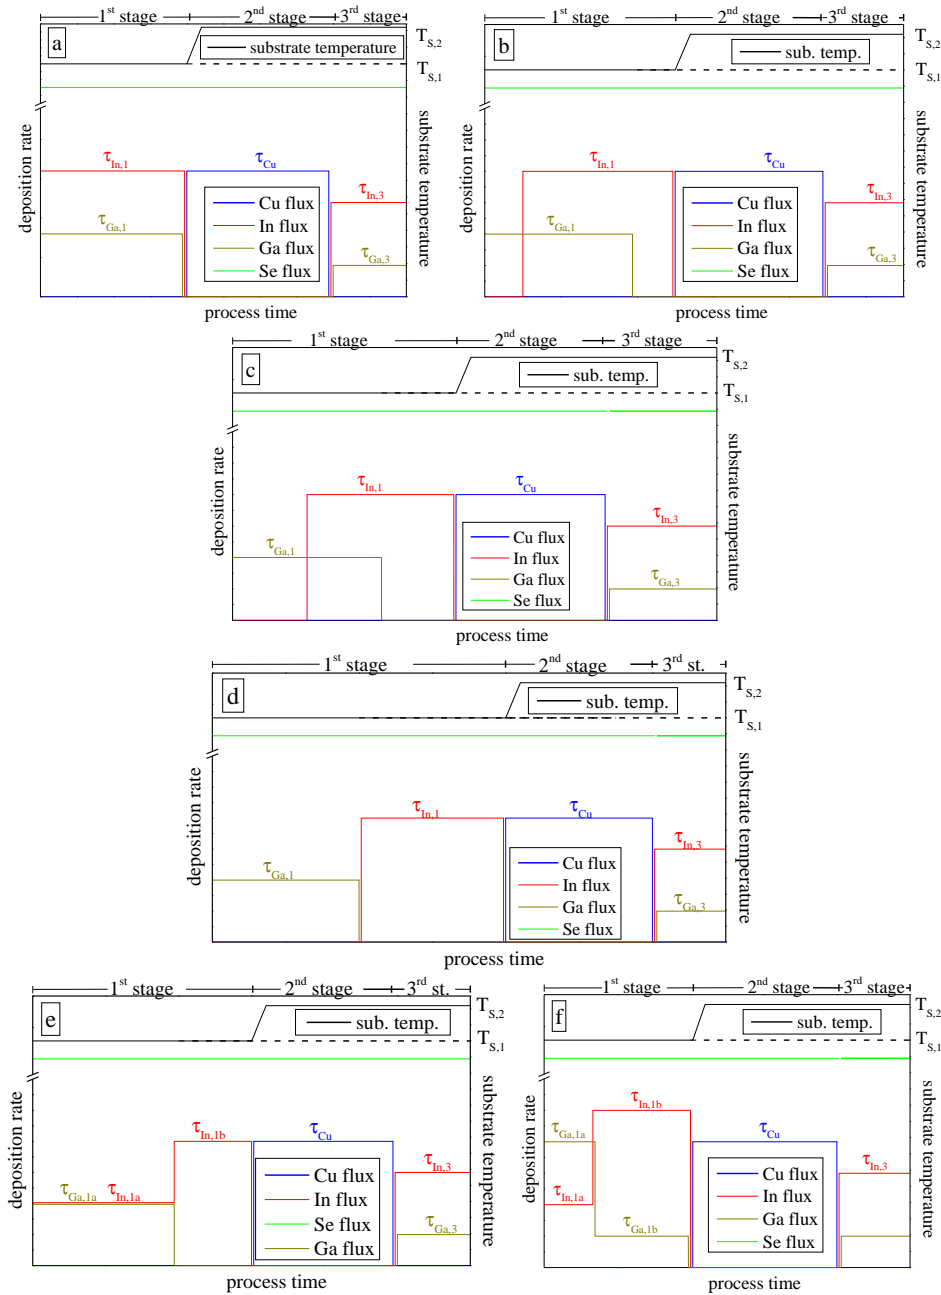 1st stage 2nd stage 3rd stage
a
substrate temperature
TS,2
TS,1
deposition rate
substrate temperature
τIn,1
τCu
τIn,3
τGa,1
τGa,3
Cu flux
In flux
Ga flux
Se flux
process time
1st stage 2nd stage 3rd stage
b
sub. temp.
TS,2
TS,1
deposition rate
substrate temperature
τIn,1
τCu
τIn,3
τGa,1
τGa,3
Cu flux
In flux
Ga flux
Se flux
process time
1st stage 2nd stage 3rd stage
c
sub. temp.
TS,2
TS,1
deposition rate
substrate temperature
τIn,1
τCu
τIn,3
τGa,1
τGa,3
Cu flux
In flux
Ga flux
Se flux
process time
1st stage 2nd stage 3rd st.
d
sub. temp.
TS,2
TS,1
deposition rate
substrate temperature
τIn,1
τCu
τIn,3
τGa,1
τGa,3
Cu flux
In flux
Ga flux
Se flux
process time
1st stage 2nd stage 3rd st.
e
sub. temp.
TS,2
TS,1
deposition rate
substrate temperature
τIn,1b
τCu
τIn,3
τGa,1a τIn,1a
τGa,3
Cu flux
In flux
Se flux
Ga flux
process time
1st stage 2nd stage 3rd stage
f
sub. temp.
TS,2
TS,1
deposition rate
substrate temperature
τIn,1b
τGa,1a
τCu
τIn,3
τIn,1a
τGa,1b
Cu flux
In flux
Ga flux
Se flux
process time